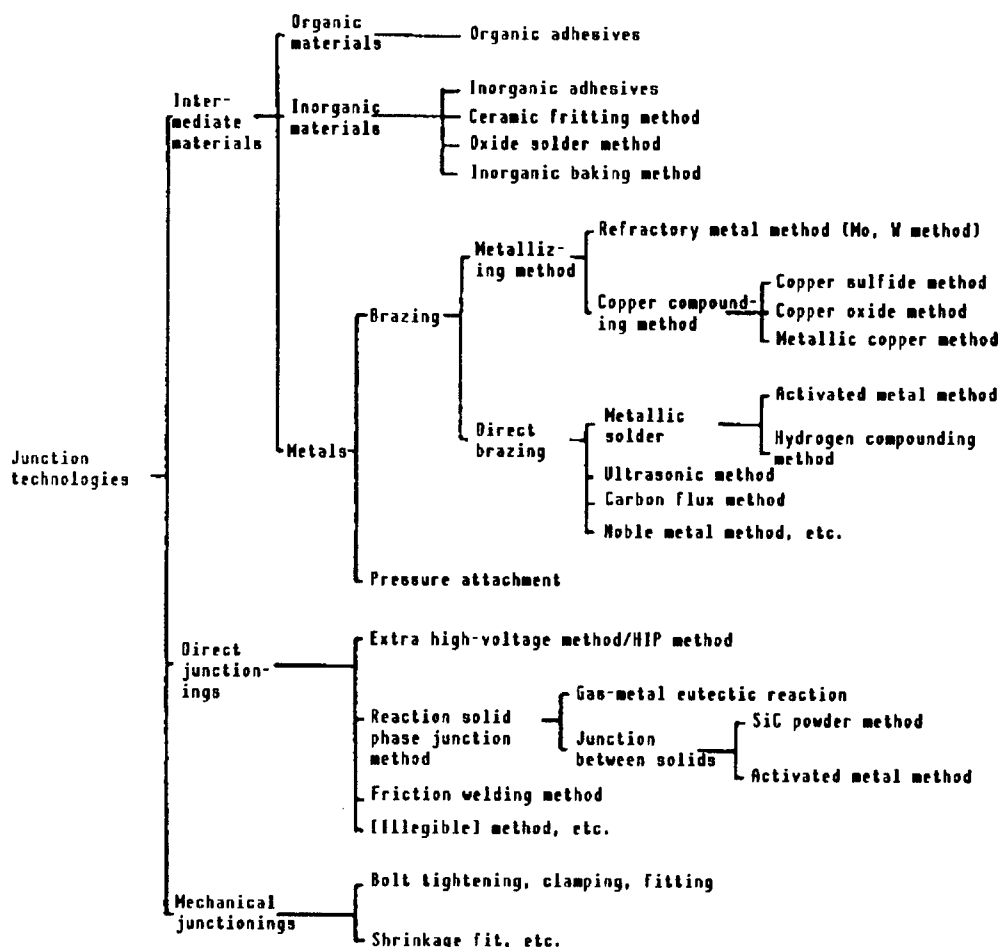 Organic
materials
Organic adhesives
Inter-
mediate
materials
Inorganic
materials
Inorganic adhesives
Ceramic fritting method
Oxide solder method
Inorganic baking method
Metalliz-
ing method
Refractory metal method (Mo, W method)
Brazing
Copper compound-
ing method
Copper sulfide method
Copper oxide method
Metallic copper method
Direct
brazing
Metallic
solder
Activated metal method
Hydrogen compounding
method
Metals
Ultrasonic method
Carbon flux method
Noble metal method, etc.
Junction
technologies
Pressure attachment
Direct
junction-
ings
Extra high-voltage method/HIP method
Reaction solid
phase junction
method
Gas-metal eutectic reaction
Junction
between solids
SiC powder method
Activated metal method
Friction welding method
[Illegible] method, etc.
Mechanical
junctionings
Bolt tightening, clamping, fitting
Shrinkage fit, etc.